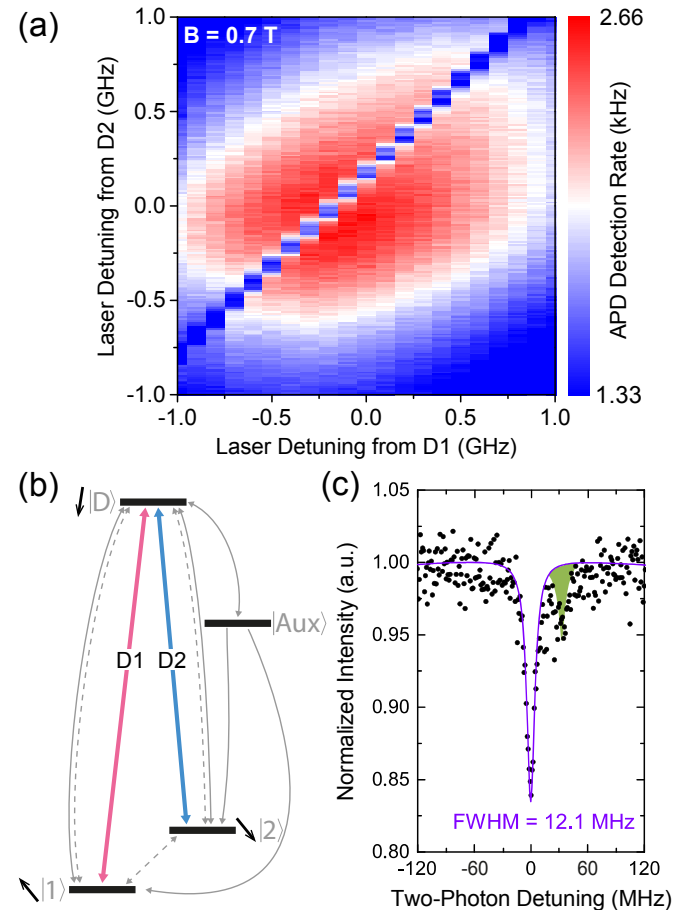 (a)
B = 0.7 T
Laser Detuning from D2 (GHz)
1.0
0.5
0.0
-0.5
-1.0
-1.0 -0.5 0.0 0.5 1.0
Laser Detuning from D1 (GHz)
2.66
APD Detection Rate (kHz)
1.33
(b)
|D⟩
|Aux⟩
D1 D2
|2⟩
|1⟩
(c)
Normalized Intensity (a.u.)
1.00
0.95
0.90
0.85
0.80
FWHM = 12.1 MHz
-120 -60 0 60 120
Two-Photon Detuning (MHz)